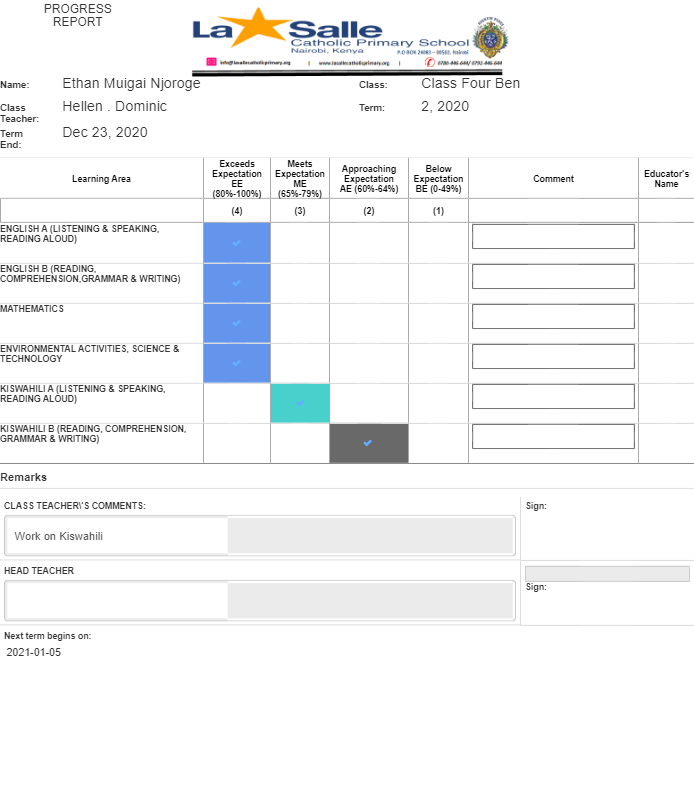 PROGRESS
REPORT
La Salle
Catholic Primary School
Nairobi, Kenya
P.O BOX 24083 - 00502, Nairobi
info@lasallecatholicprimary.org | www.lasallecatholicprimary.org | 0780-446-644/ 0792-446-644
Name: Ethan Muigai Njoroge Class: Class Four Ben
Class Teacher: Hellen . Dominic Term: 2, 2020
Term End: Dec 23, 2020
Learning Area
Exceeds Expectation EE (80%-100%)
Meets Expectation ME (65%-79%)
Approaching Expectation AE (60%-64%)
Below Expectation BE (0-49%)
Comment
Educator's Name
(4) (3) (2) (1)
ENGLISH A (LISTENING & SPEAKING,
READING ALOUD)
ENGLISH B (READING,
COMPREHENSION,GRAMMAR & WRITING)
MATHEMATICS
ENVIRONMENTAL ACTIVITIES, SCIENCE &
TECHNOLOGY
KISWAHILI A (LISTENING & SPEAKING,
READING ALOUD)
KISWAHILI B (READING, COMPREHENSION,
GRAMMAR & WRITING)
Remarks
CLASS TEACHER\'S COMMENTS: Sign:
Work on Kiswahili
HEAD TEACHER
Sign:
Next term begins on:
2021-01-05